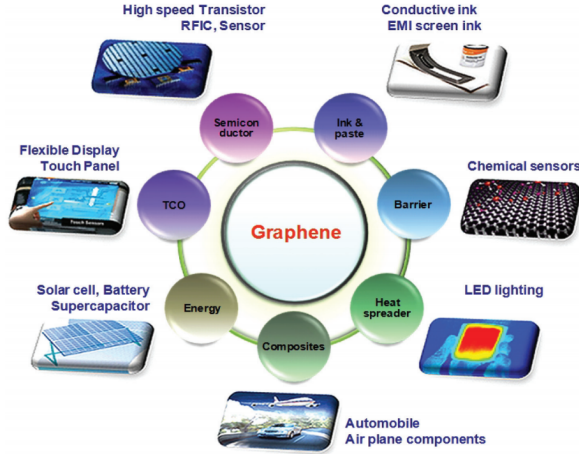 High speed Transistor
RFIC, Sensor
Conductive ink
EMI screen ink
Semicon
ductor
Ink &
paste
Flexible Display
Touch Panel
Touch Sensors
TCO
Barrier
Chemical sensors
Graphene
Solar cell, Battery
Supercapacitor
Energy
Heat
spreader
LED lighting
Composites
Automobile
Air plane components